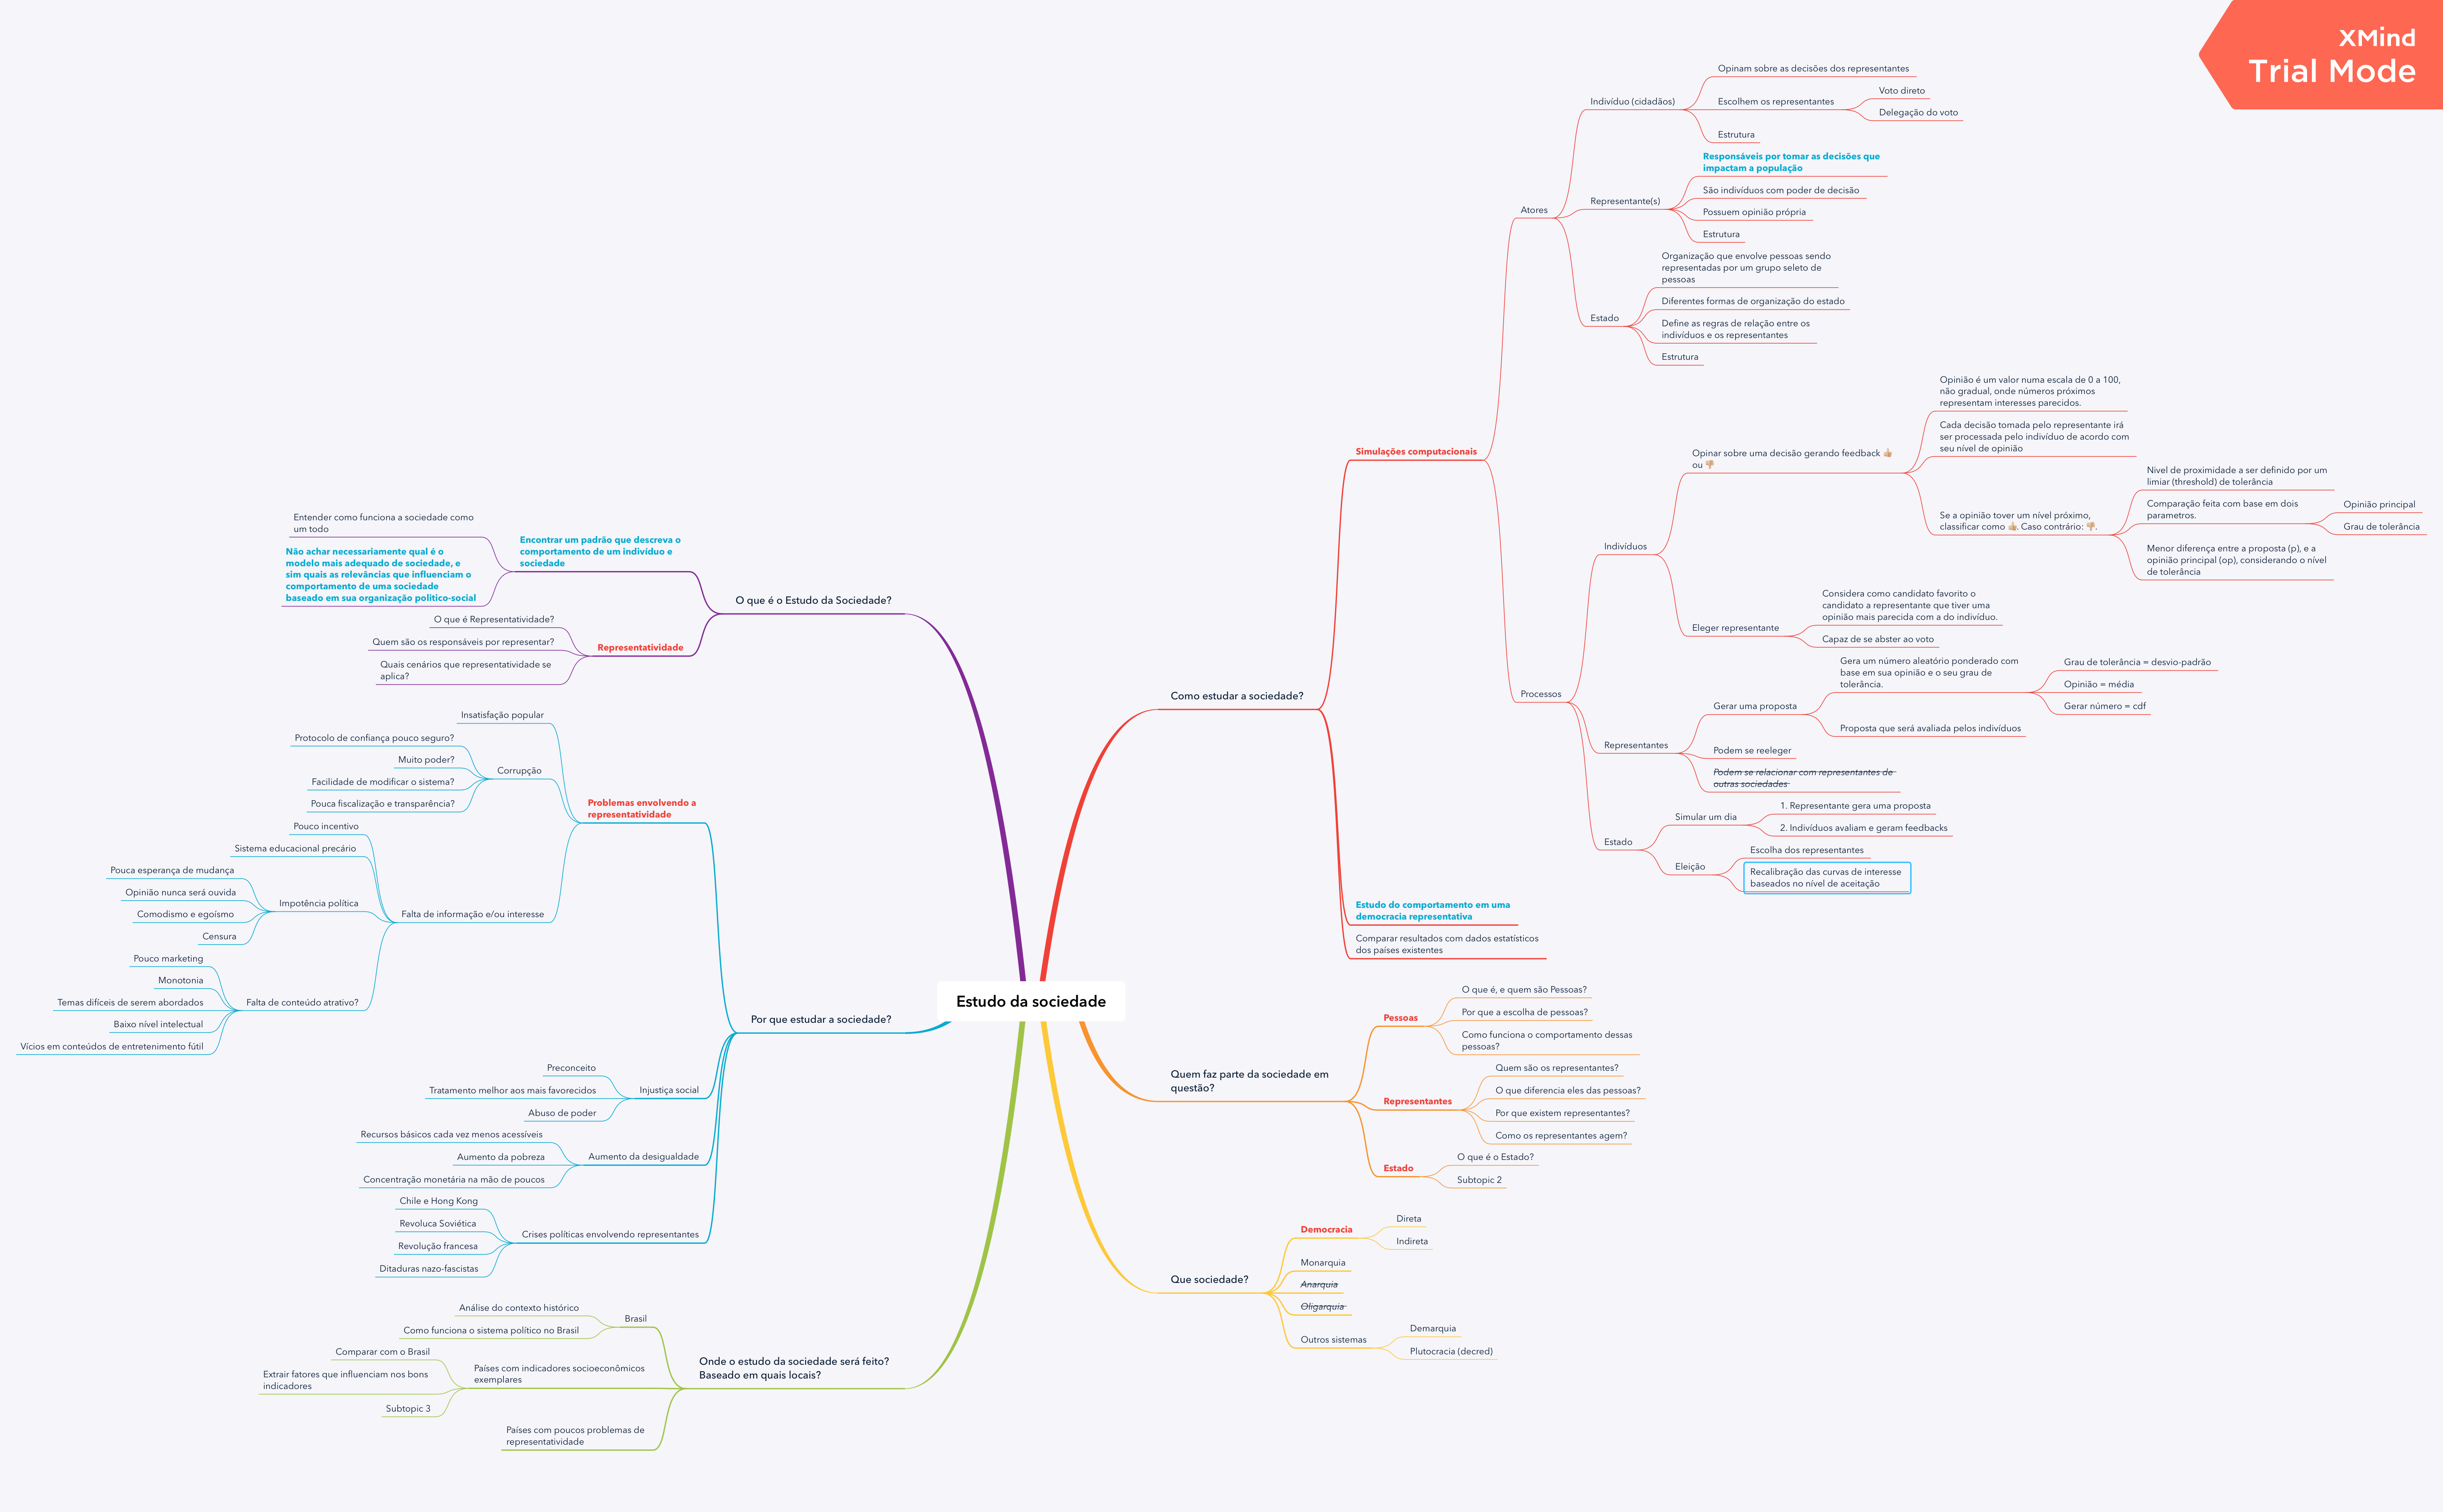 XMind
Trial Mode
Estudo da sociedade
Como estudar a sociedade?
Simulações computacionais
Atores
Indivíduo (cidadãos)
Opinam sobre as decisões dos representantes
Escolhem os representantes
Voto direto
Delegação do voto
Estrutura
Representante(s)
Responsáveis por tomar as decisões que
impactam a população
São indivíduos com poder de decisão
Possuem opinião própria
Estrutura
Estado
Organização que envolve pessoas sendo
representadas por um grupo seleto de
pessoas
Diferentes formas de organização do estado
Define as regras de relação entre os
indivíduos e os representantes
Estrutura
Processos
Indivíduos
Opinar sobre uma decisão gerando feedback 👍🏼
ou 👎🏼
Opinião é um valor numa escala de 0 a 100,
não gradual, onde números próximos
representam interesses parecidos.
Cada decisão tomada pelo representante irá
ser processada pelo indivíduo de acordo com
seu nível de opinião
Se a opinião tover um nível próximo,
classificar como 👍🏼. Caso contrário: 👎🏼.
Nível de proximidade a ser definido por um
limiar (threshold) de tolerância
Comparação feita com base em dois
parametros.
Opinião principal
Grau de tolerância
Menor diferença entre a proposta (p), e a
opinião principal (op), considerando o nível
de tolerância
Eleger representante
Considera como candidato favorito o
candidato a representante que tiver uma
opinião mais parecida com a do indivíduo.
Capaz de se abster ao voto
Representantes
Gerar uma proposta
Gera um número aleatório ponderado com
base em sua opinião e o seu grau de
tolerância.
Grau de tolerância = desvio-padrão
Opinião = média
Gerar número = cdf
Proposta que será avaliada pelos indivíduos
Podem se reeleger
Podem se relacionar com representantes de
outras sociedades
Estado
Simular um dia
1. Representante gera uma proposta
2. Indivíduos avaliam e geram feedbacks
Eleição
Escolha dos representantes
Recalibração das curvas de interesse
baseados no nível de aceitação
Estudo do comportamento em uma
democracia representativa
Comparar resultados com dados estatísticos
dos países existentes
Quem faz parte da sociedade em
questão?
Pessoas
O que é, e quem são Pessoas?
Por que a escolha de pessoas?
Como funciona o comportamento dessas
pessoas?
Representantes
Quem são os representantes?
O que diferencia eles das pessoas?
Por que existem representantes?
Como os representantes agem?
Estado
O que é o Estado?
Subtopic 2
Que sociedade?
Democracia
Direta
Indireta
Monarquia
Anarquia
Oligarquia
Outros sistemas
Demarquia
Plutocracia (decred)
O que é o Estudo da Sociedade?
Encontrar um padrão que descreva o
comportamento de um indivíduo e
sociedade
Entender como funciona a sociedade como
um todo
Não achar necessariamente qual é o
modelo mais adequado de sociedade, e
sim quais as relevâncias que influenciam o
comportamento de uma sociedade
baseado em sua organização político-social
Representatividade
O que é Representatividade?
Quem são os responsáveis por representar?
Quais cenários que representatividade se
aplica?
Por que estudar a sociedade?
Problemas envolvendo a
representatividade
Insatisfação popular
Corrupção
Protocolo de confiança pouco seguro?
Muito poder?
Facilidade de modificar o sistema?
Pouca fiscalização e transparência?
Falta de informação e/ou interesse
Pouco incentivo
Sistema educacional precário
Impotência política
Pouca esperança de mudança
Opinião nunca será ouvida
Comodismo e egoísmo
Censura
Falta de conteúdo atrativo?
Pouco marketing
Monotonia
Temas difíceis de serem abordados
Baixo nível intelectual
Vícios em conteúdos de entretenimento fútil
Injustiça social
Preconceito
Tratamento melhor aos mais favorecidos
Abuso de poder
Aumento da desigualdade
Recursos básicos cada vez menos acessíveis
Aumento da pobreza
Concentração monetária na mão de poucos
Crises políticas envolvendo representantes
Chile e Hong Kong
Revoluca Soviética
Revolução francesa
Ditaduras nazo-fascistas
Onde o estudo da sociedade será feito?
Baseado em quais locais?
Brasil
Análise do contexto histórico
Como funciona o sistema político no Brasil
Países com indicadores socioeconômicos
exemplares
Comparar com o Brasil
Extrair fatores que influenciam nos bons
indicadores
Subtopic 3
Países com poucos problemas de
representatividade